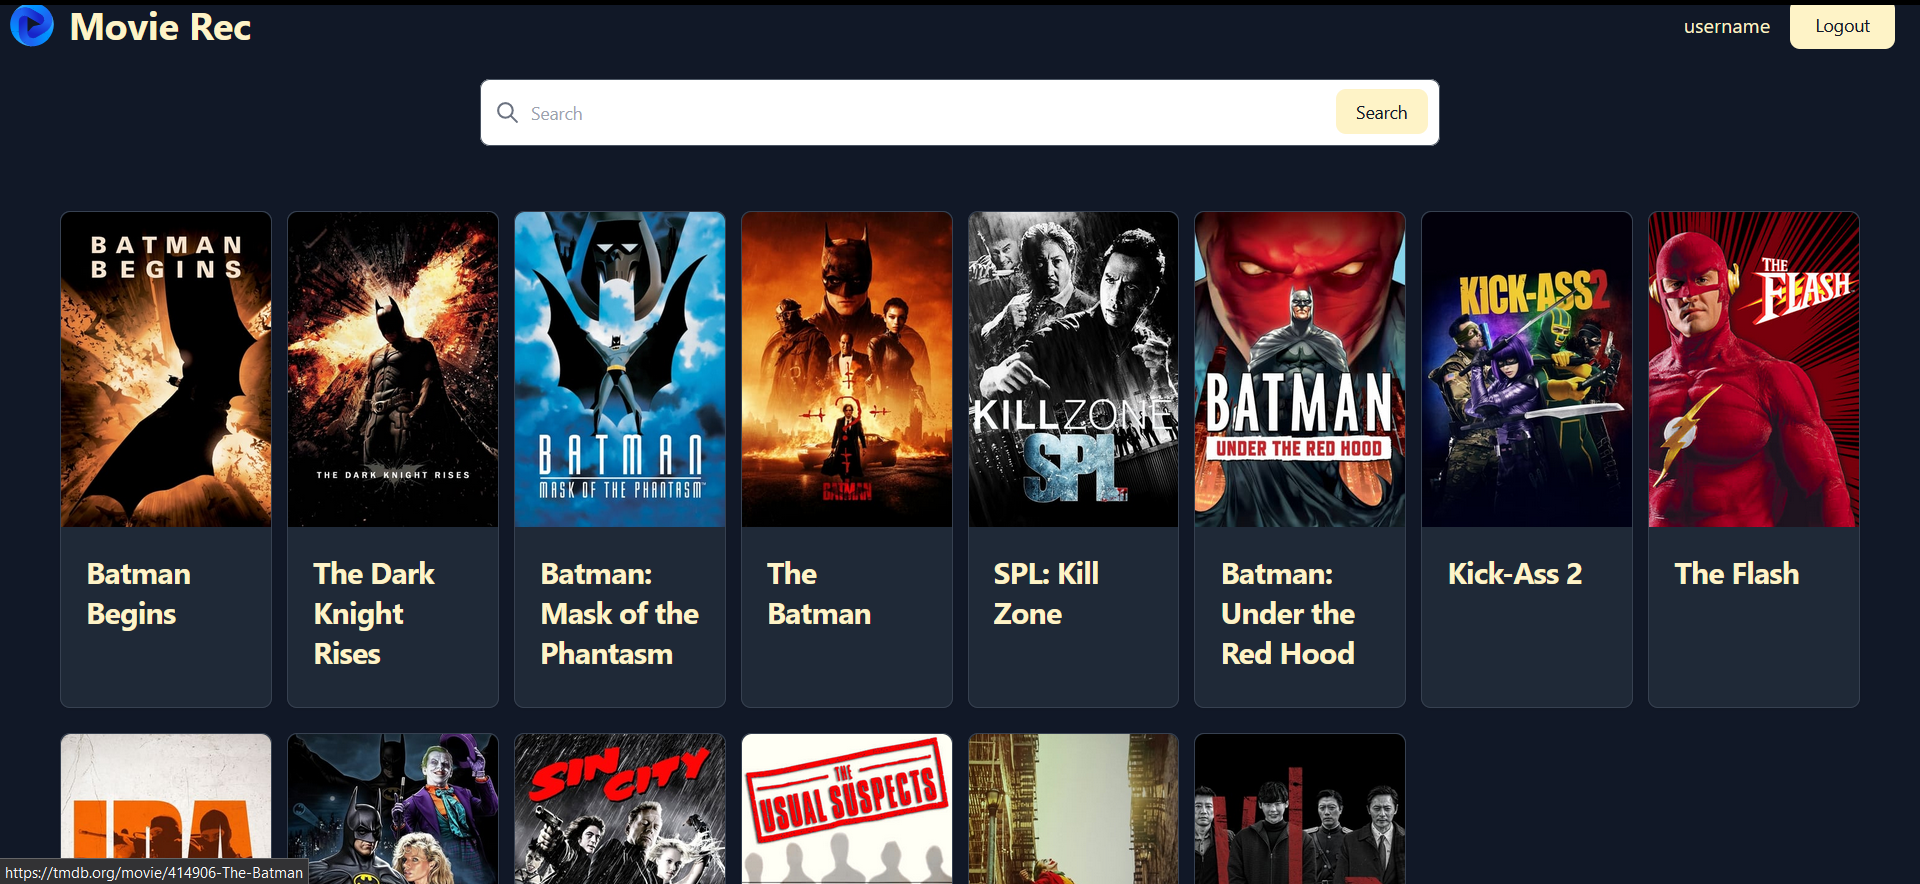 Movie Rec
username
Logout
Search
Search
BATMAN
BEGINS
THE DARK KNIGHT RISES
BATMAN
MASK OF THE PHANTASM
BATMAN
KILLZONE
SPL
BATMAN
UNDER THE RED HOOD
KICK-ASS 2
THE
FLASH
Batman
Begins
The Dark
Knight
Rises
Batman:
Mask of the
Phantasm
The
Batman
SPL: Kill
Zone
Batman:
Under the
Red Hood
Kick-Ass 2
The Flash
SIN CITY
THE
USUAL SUSPECTS
https://tmdb.org/movie/414906-The-Batman